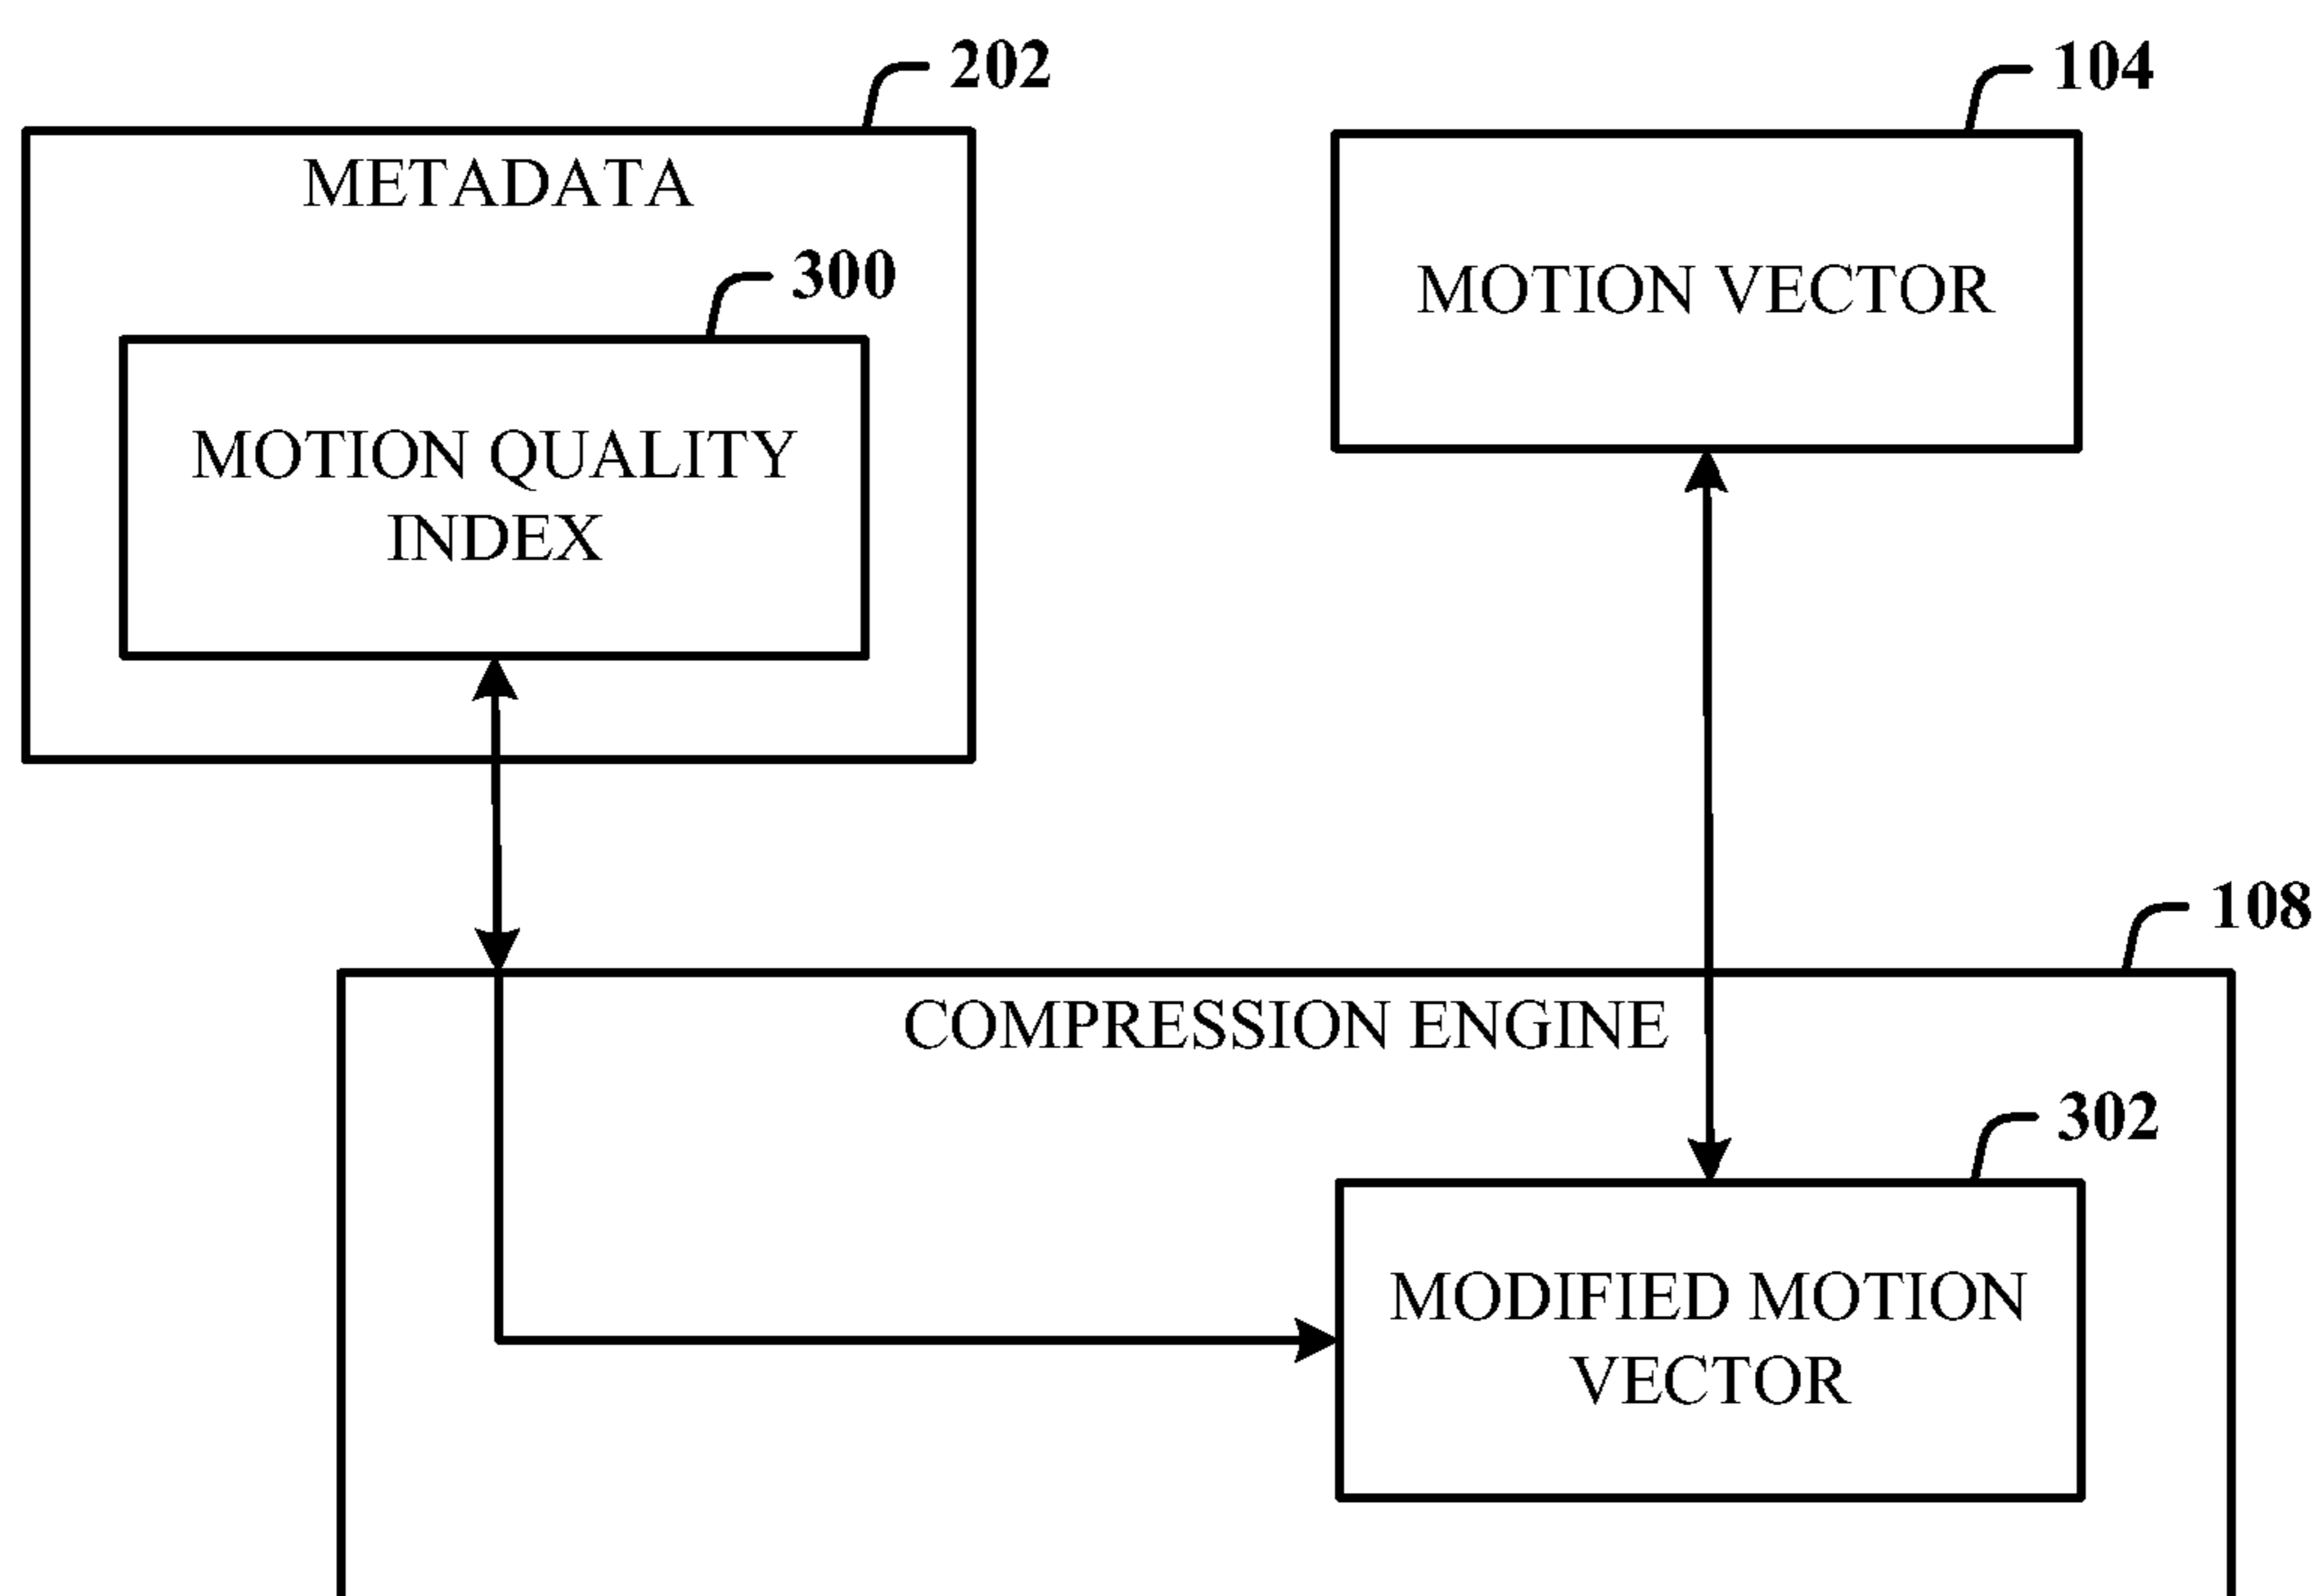 202
104
METADATA
300
MOTION VECTOR
MOTION QUALITY
INDEX
108
COMPRESSION ENGINE
302
MODIFIED MOTION
VECTOR